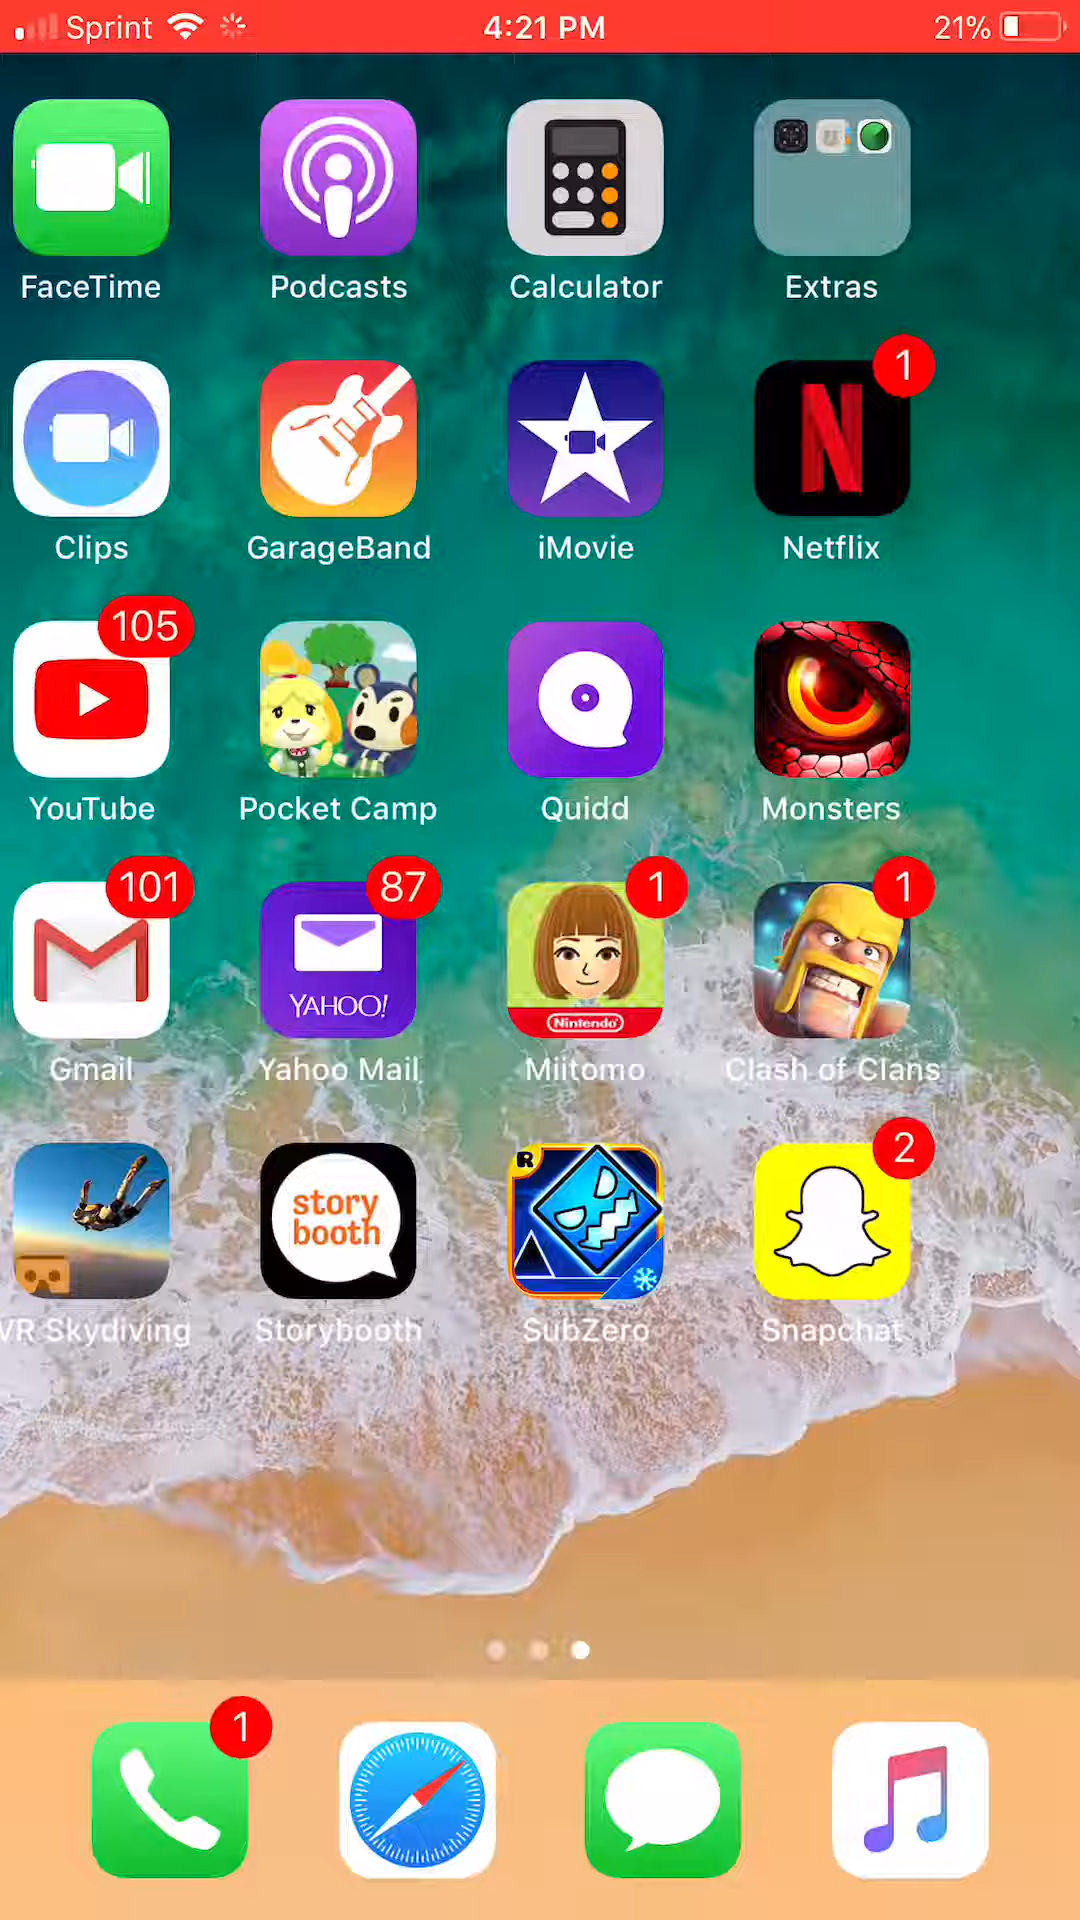 Sprint 4:21 PM 21%
FaceTime Podcasts Calculator Extras
1
N
Clips GarageBand iMovie Netflix
105
YouTube Pocket Camp Quidd Monsters
101 87 1 1
YAHOO! Nintendo
Gmail Yahoo Mail Miitomo Clash of Clans
2
R
story
booth
VR Skydiving Storybooth SubZero Snapchat
1